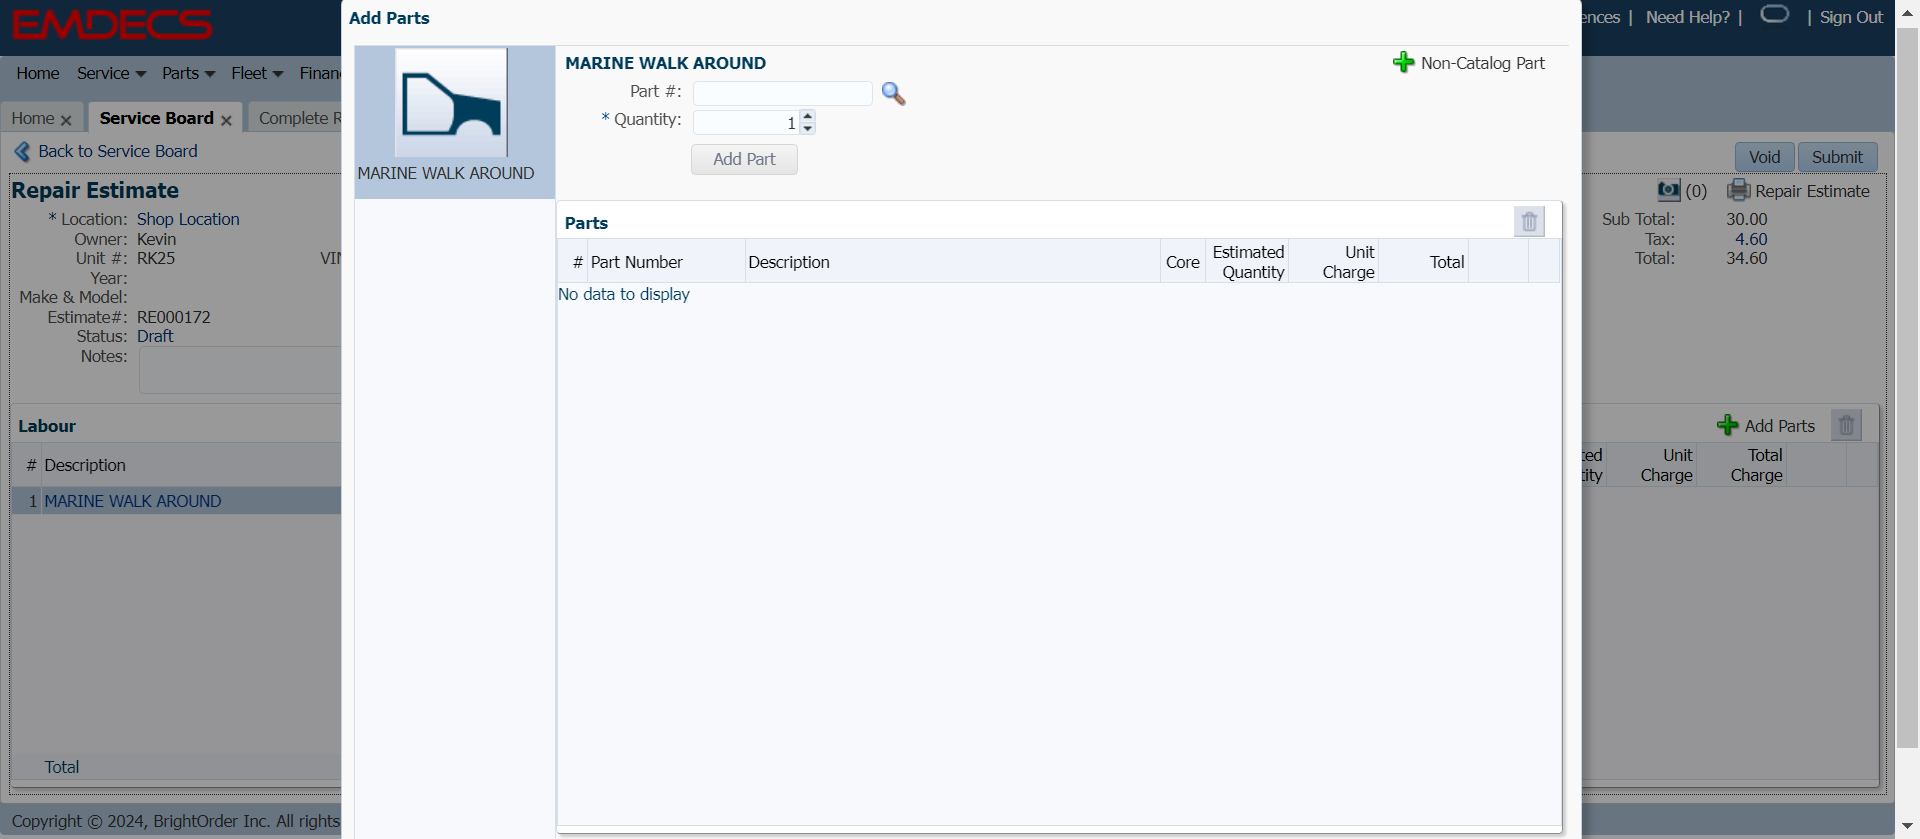 EMDECS
ences | Need Help? | | Sign Out
Home Service Parts Fleet Finan
Home Service Board Complete R
Back to Service Board
Void Submit
Repair Estimate
(0) Repair Estimate
* Location: Shop Location
Owner: Kevin
Unit #: RK25 VIN
Year:
Make & Model:
Estimate#: RE000172
Status: Draft
Notes:
Sub Total: 30.00
Tax: 4.60
Total: 34.60
Labour
# Description
1 MARINE WALK AROUND
Total
Add Parts
MARINE WALK AROUND
MARINE WALK AROUND
Non-Catalog Part
Part #:
* Quantity: 1
Add Part
Parts
# Part Number Description Core Estimated Quantity Unit Charge Total
No data to display
Add Parts
ted Unit Total
tity Charge Charge
Copyright © 2024, BrightOrder Inc. All rights